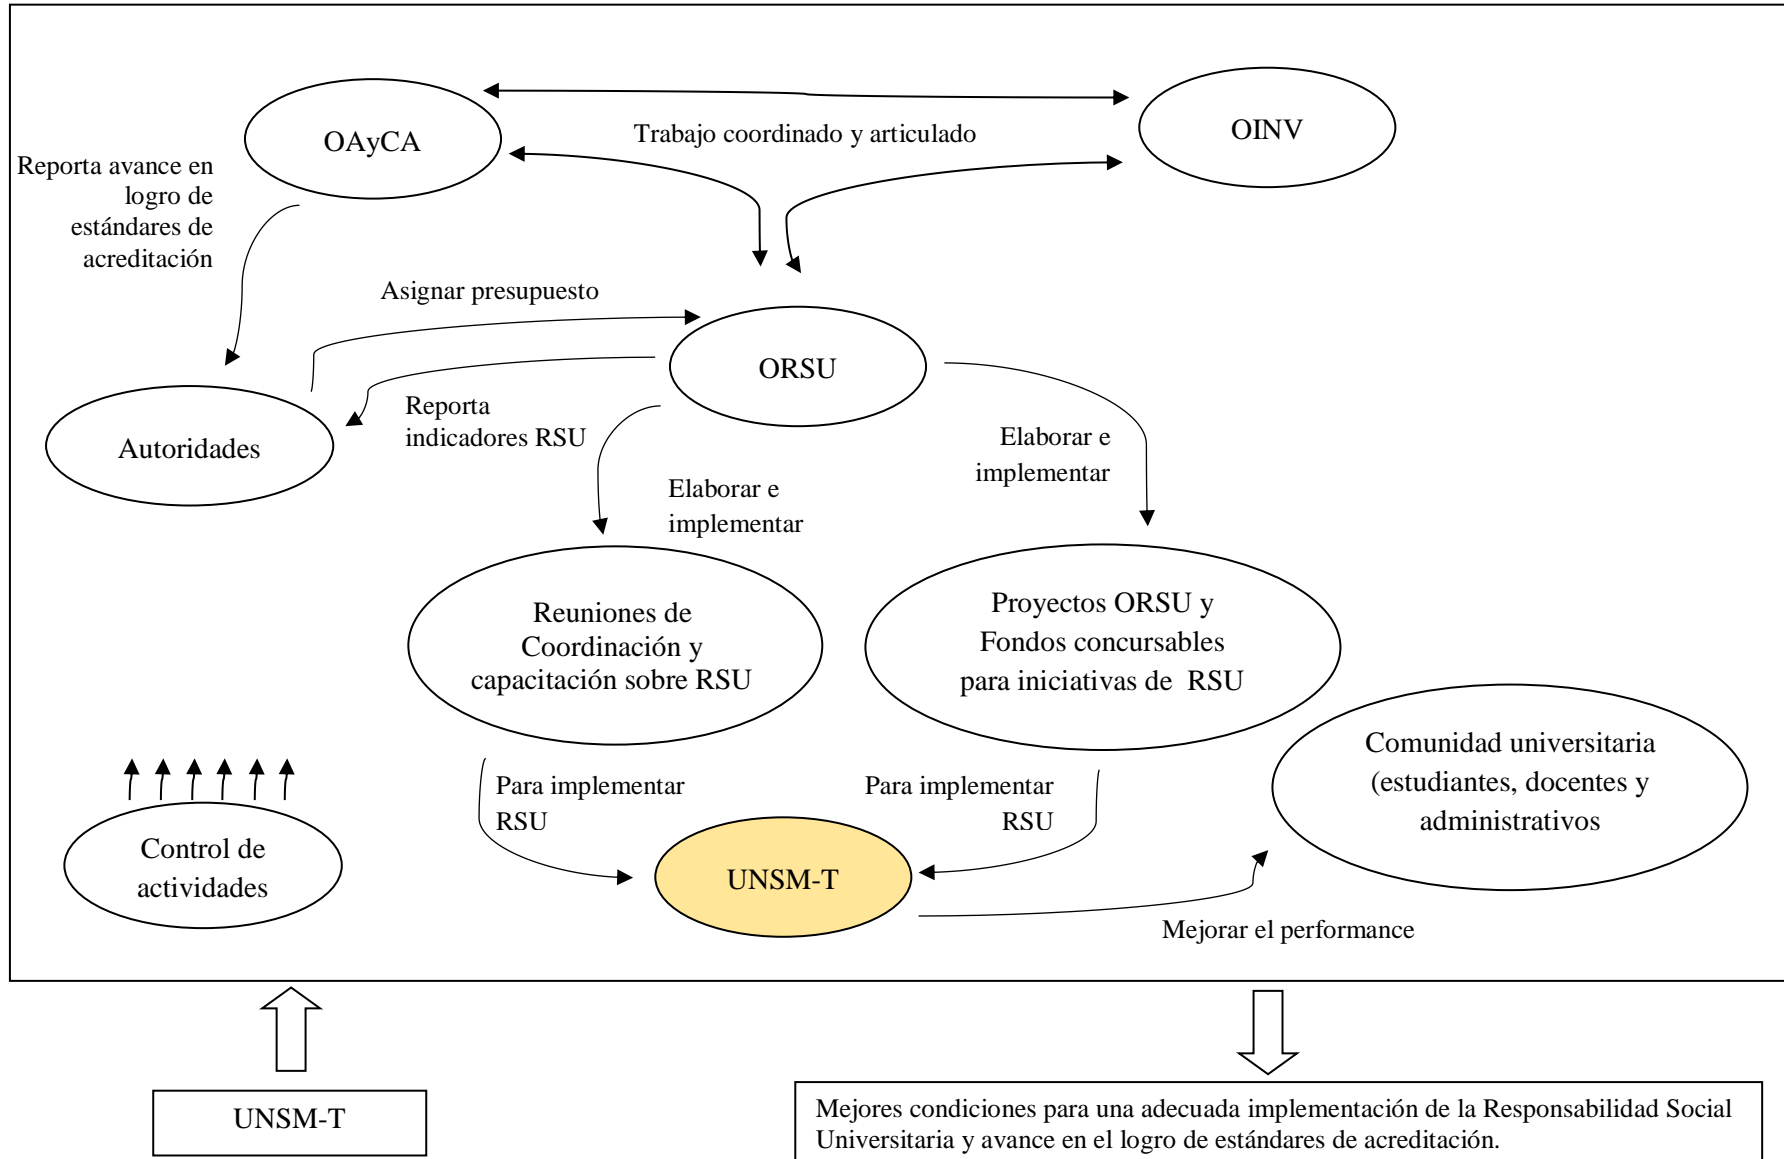 OAyCA
OINV
Trabajo coordinado y articulado
Reporta avance en
logro de
estándares de
acreditación
Asignar presupuesto
ORSU
Autoridades
Reporta
indicadores RSU
Elaborar e
implementar
Elaborar e
implementar
Reuniones de
Coordinación y
capacitación sobre RSU
Proyectos ORSU y
Fondos concursables
para iniciativas de RSU
Comunidad universitaria
(estudiantes, docentes y
administrativos
Para implementar
RSU
Para implementar
RSU
Control de
actividades
UNSM-T
Mejorar el performance
UNSM-T
Mejores condiciones para una adecuada implementación de la Responsabilidad Social
Universitaria y avance en el logro de estándares de acreditación.